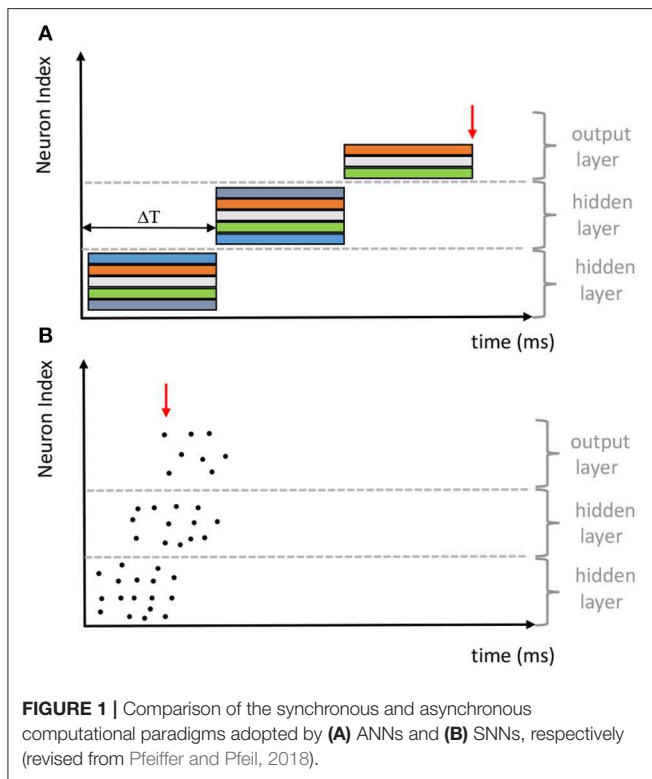 A
Neuron Index
output
layer
ΔT
hidden
layer
hidden
layer
time (ms)
B
Neuron Index
output
layer
hidden
layer
hidden
layer
time (ms)
FIGURE 1 | Comparison of the synchronous and asynchronous
computational paradigms adopted by (A) ANNs and (B) SNNs, respectively
(revised from Pfeiffer and Pfeil, 2018).